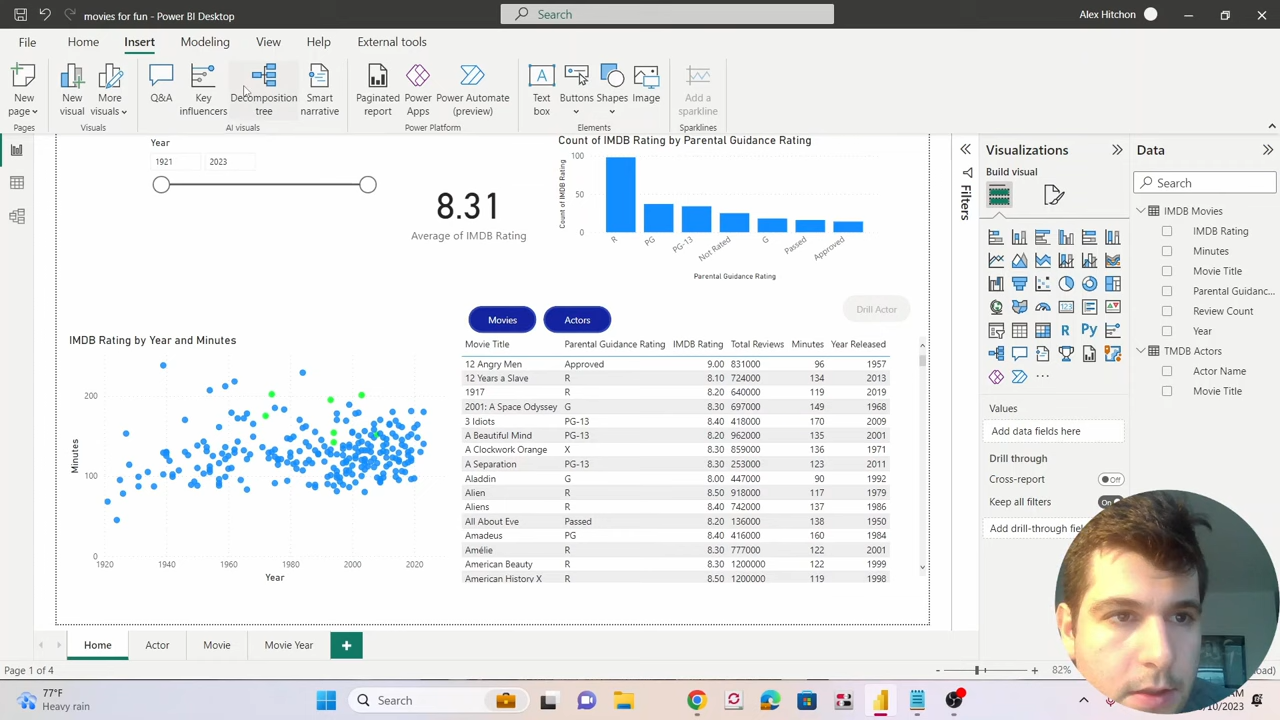 movies for fun - Power BI Desktop
Search
Alex Hitchon
File
Home
Insert
Modeling
View
Help
External tools
New page
New visual
More visuals
Q&A
Key influencers
Decomposition tree
Smart narrative
Paginated report
Power Apps
Power Automate (preview)
Text box
Buttons
Shapes
Image
Add a sparkline
Pages
Visuals
AI visuals
Power Platform
Elements
Sparklines
Year
1921
2023
8.31
Average of IMDB Rating
Count of IMDB Rating by Parental Guidance Rating
Count of IMDB Rating
100
50
0
R
PG
PG-13
Not Rated
G
Passed
Approved
Parental Guidance Rating
Movies
Actors
Drill Actor
IMDB Rating by Year and Minutes
Minutes
200
100
0
1920
1940
1960
1980
2000
2020
Year
Movie Title Parental Guidance Rating IMDB Rating Total Reviews Minutes Year Released
12 Angry Men Approved 9.00 831000 96 1957
12 Years a Slave R 8.10 724000 134 2013
1917 R 8.20 640000 119 2019
2001: A Space Odyssey G 8.30 697000 149 1968
3 Idiots PG-13 8.40 418000 170 2009
A Beautiful Mind PG-13 8.20 962000 135 2001
A Clockwork Orange X 8.30 859000 136 1971
A Separation PG-13 8.30 253000 123 2011
Aladdin G 8.00 447000 90 1992
Alien R 8.50 918000 117 1979
Aliens R 8.40 742000 137 1986
All About Eve Passed 8.20 136000 138 1950
Amadeus PG 8.40 416000 160 1984
Amélie R 8.30 777000 122 2001
American Beauty R 8.30 1200000 122 1999
American History X R 8.50 1200000 119 1998
Filters
Visualizations
Build visual
R
Py
123
Values
Add data fields here
Drill through
Cross-report
Off
Keep all filters
On
Add drill-through fiel
Data
Search
IMDB Movies
IMDB Rating
Minutes
Movie Title
Parental Guidanc...
Review Count
Year
TMDB Actors
Actor Name
Movie Title
Home
Actor
Movie
Movie Year
Page 1 of 4
82%
oad)
77°F
Heavy rain
Search
AM
/10/2023